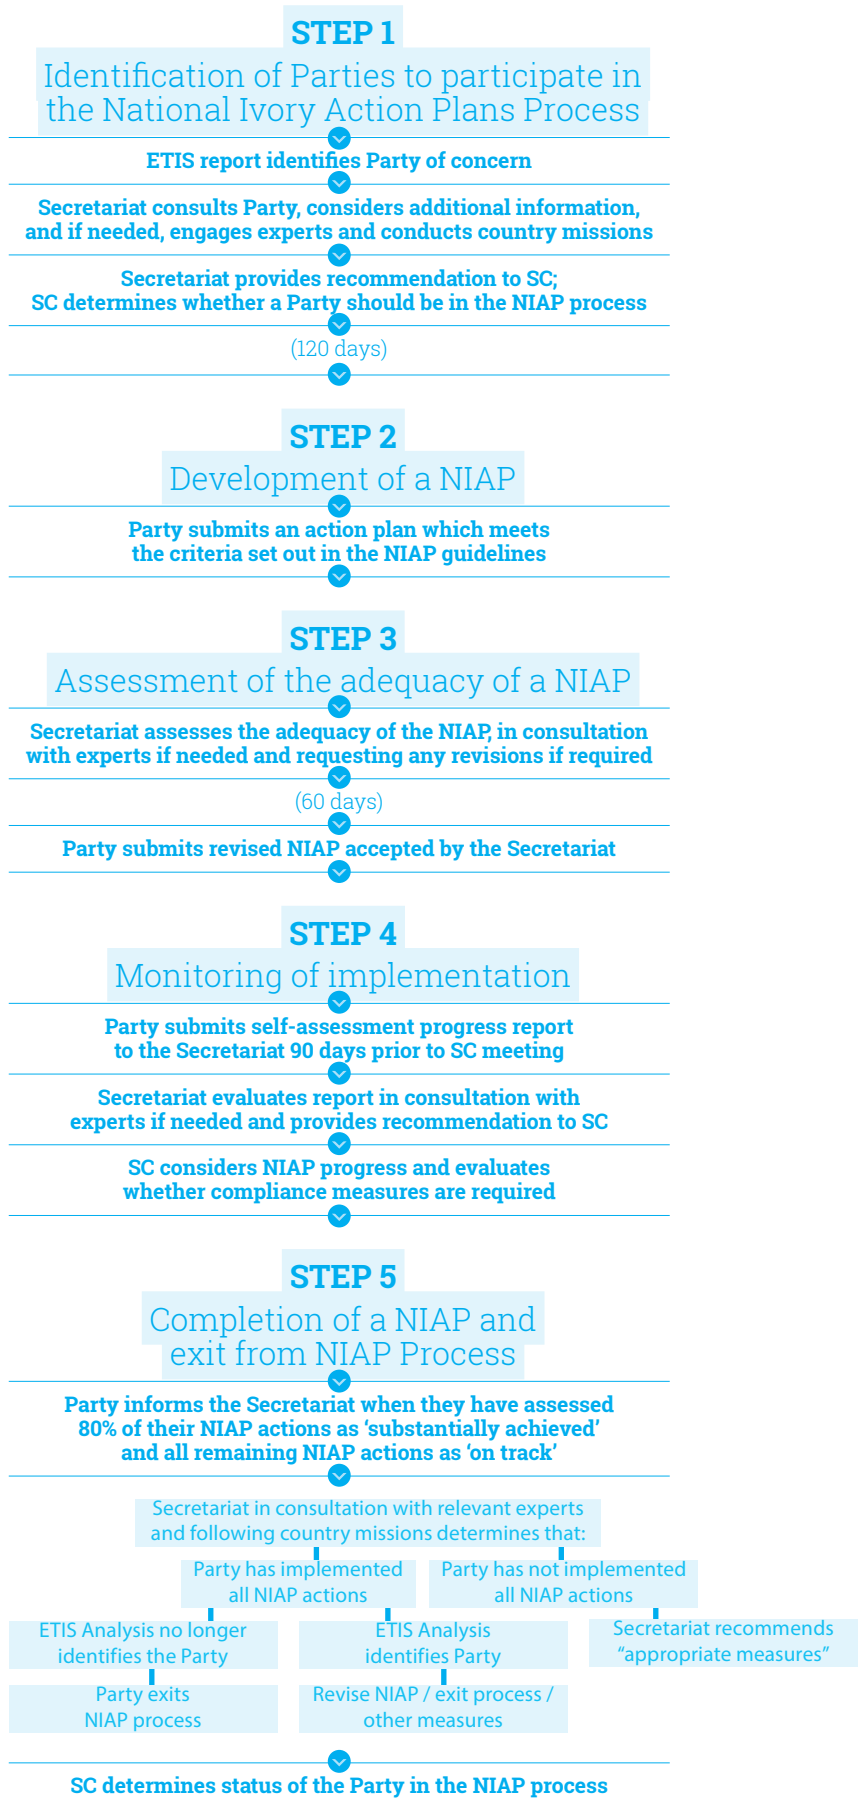 STEP 1
Identification of Parties to participate in
the National Ivory Action Plans Process
ETIS report identifies Party of concern
Secretariat consults Party, considers additional information,
and if needed, engages experts and conducts country missions
Secretariat provides recommendation to SC;
SC determines whether a Party should be in the NIAP process
(120 days)
STEP 2
Development of a NIAP
Party submits an action plan which meets
the criteria set out in the NIAP guidelines
STEP 3
Assessment of the adequacy of a NIAP
Secretariat assesses the adequacy of the NIAP, in consultation
with experts if needed and requesting any revisions if required
(60 days)
Party submits revised NIAP accepted by the Secretariat
STEP 4
Monitoring of implementation
Party submits self-assessment progress report
to the Secretariat 90 days prior to SC meeting
Secretariat evaluates report in consultation with
experts if needed and provides recommendation to SC
SC considers NIAP progress and evaluates
whether compliance measures are required
STEP 5
Completion of a NIAP and
exit from NIAP Process
Party informs the Secretariat when they have assessed
80% of their NIAP actions as ‘substantially achieved’
and all remaining NIAP actions as ‘on track’
Secretariat in consultation with relevant experts
and following country missions determines that:
Party has implemented
all NIAP actions
Party has not implemented
all NIAP actions
ETIS Analysis no longer
identifies the Party
ETIS Analysis
identifies Party
Secretariat recommends
“appropriate measures”
Party exits
NIAP process
Revise NIAP / exit process /
other measures
SC determines status of the Party in the NIAP process